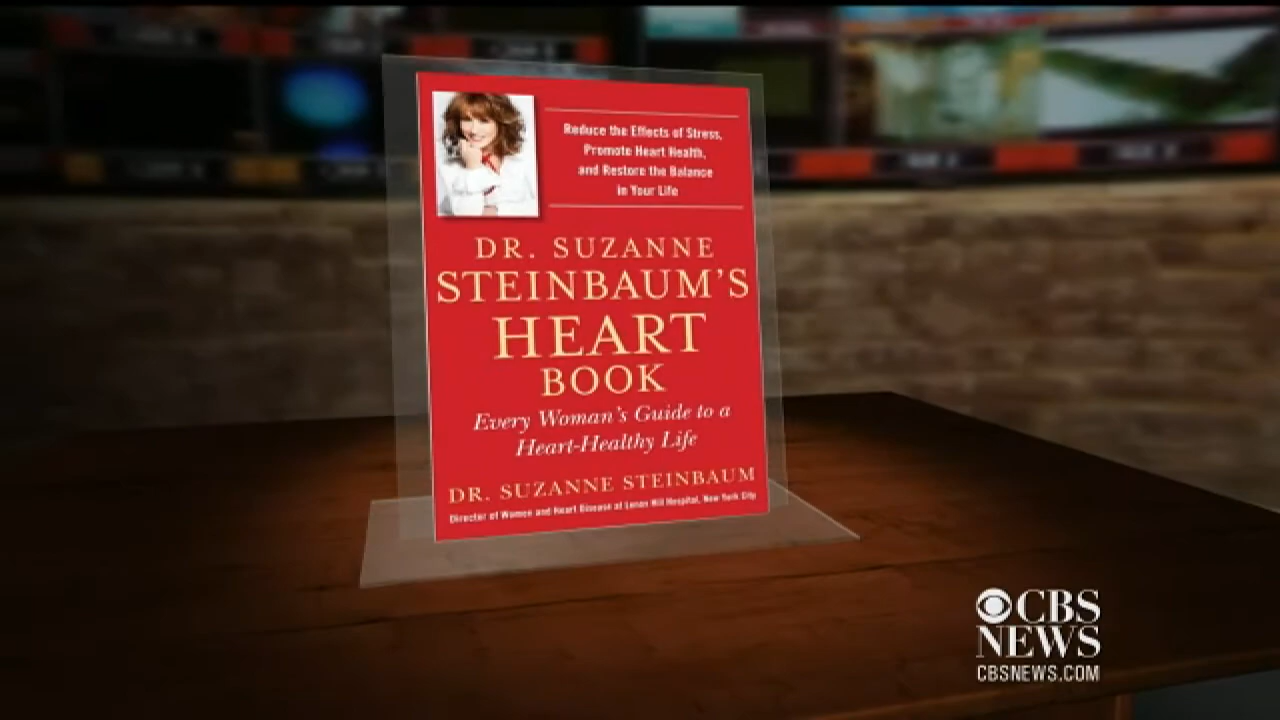 Reduce the Effects of Stress,
Promote Heart Health,
and Restore the Balance
in Your Life
DR. SUZANNE
STEINBAUM'S
HEART
BOOK
Every Woman's Guide to a
Heart-Healthy Life
DR. SUZANNE STEINBAUM
Director of Women and Heart Disease at Lenox Hill Hospital, New York City
CBS
NEWS
CBSNEWS.COM